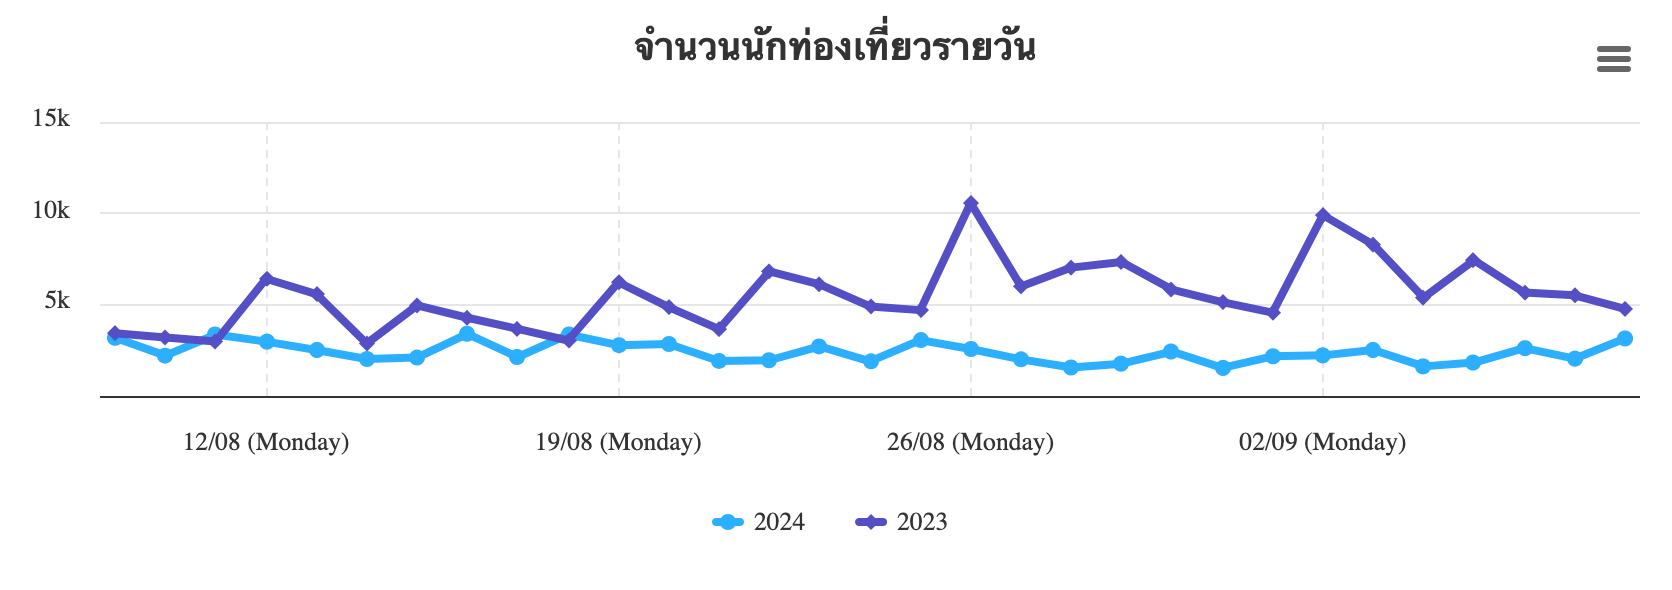 จำนวนนักท่องเที่ยวรายวัน
15k
10k
5k
12/08 (Monday) 19/08 (Monday) 26/08 (Monday) 02/09 (Monday)
2024 2023